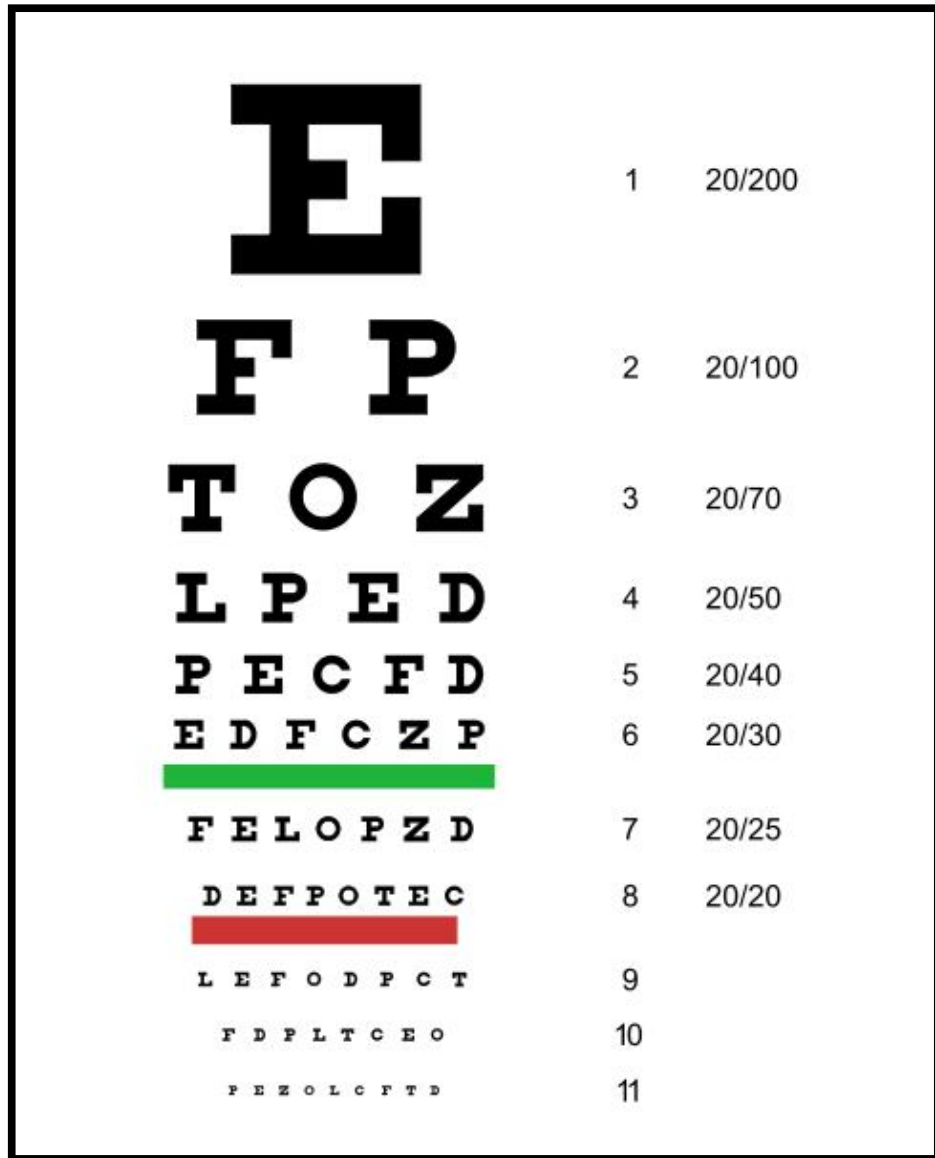 E 1 20/200
F P 2 20/100
T O Z 3 20/70
L P E D 4 20/50
P E C F D 5 20/40
E D F C Z P 6 20/30
F E L O P Z D 7 20/25
D E F P O T E C 8 20/20
L E F O D P C T 9
F D P L T C E O 10
P E Z O L C F T D 11